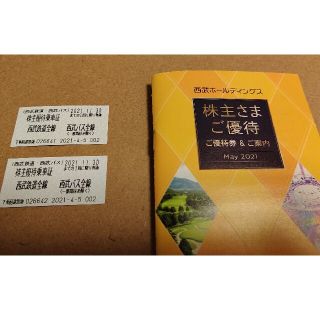 (西武鉄道・西武バス) 2021.11.30
株主優待乗車証
西武鉄道全線 西武バス全線
026641 2021-4-5 002
(西武鉄道・西武バス) 2021.11.30
株主優待乗車証
西武鉄道全線 西武バス全線
026642 2021-4-5 002
西武ホールディングス
株主さま
ご優待
ご優待券 & ご案内
May 2021